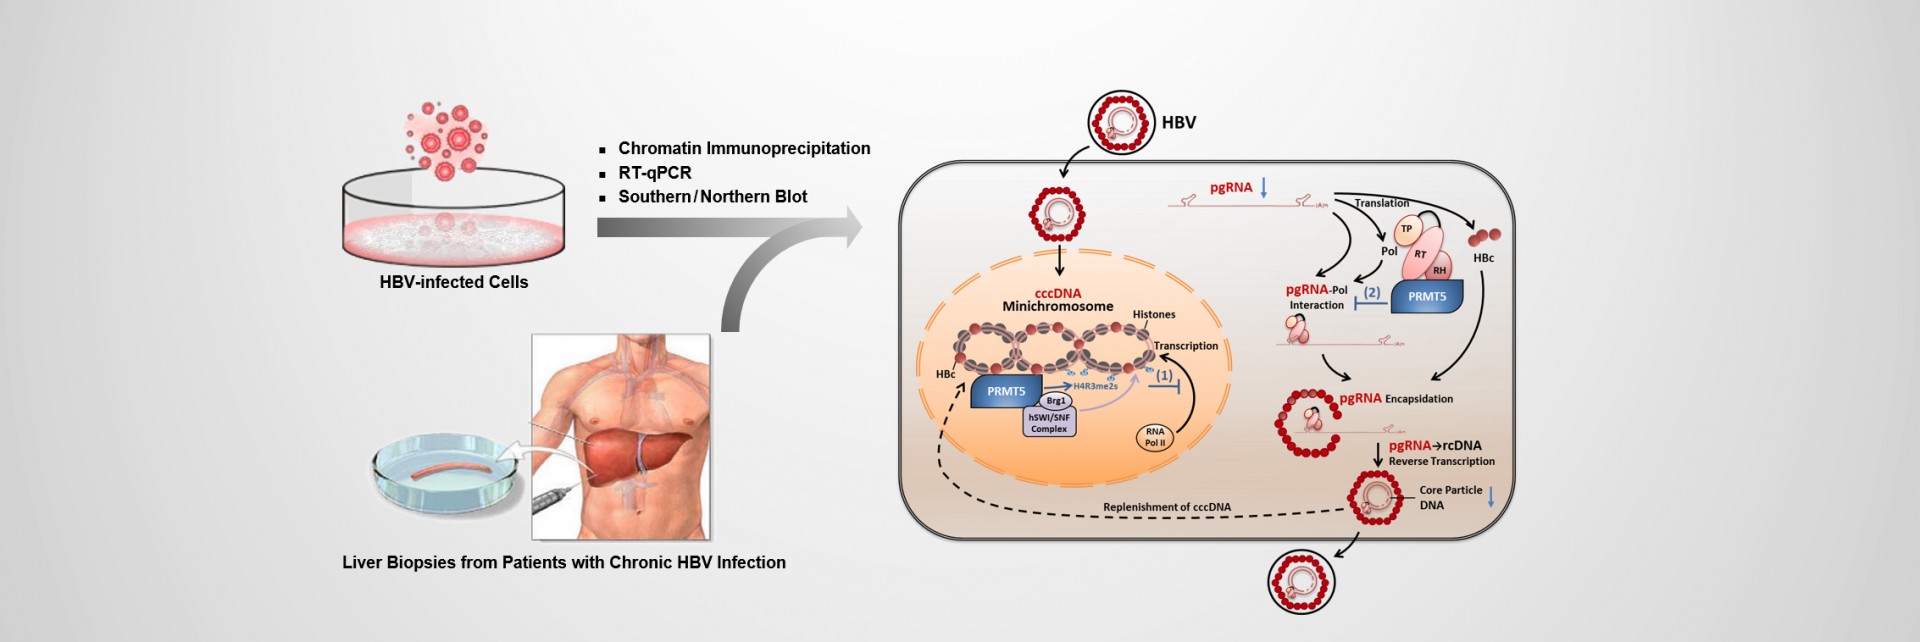 Chromatin Immunoprecipitation
RT-qPCR
Southern/Northern Blot
HBV-infected Cells
Liver Biopsies from Patients with Chronic HBV Infection
HBV
pgRNA
Translation
TP
RT
RH
Pol
HBc
PRMT5
pgRNA-Pol
Interaction
(2)
cccDNA
Minichromosome
Histones
Transcription
HBc
PRMT5
H4R3me2s
(1)
Brg1
hSWI/SNF
Complex
RNA
Pol II
pgRNA Encapsidation
pgRNA→rcDNA
Reverse Transcription
Core Particle
DNA
Replenishment of cccDNA